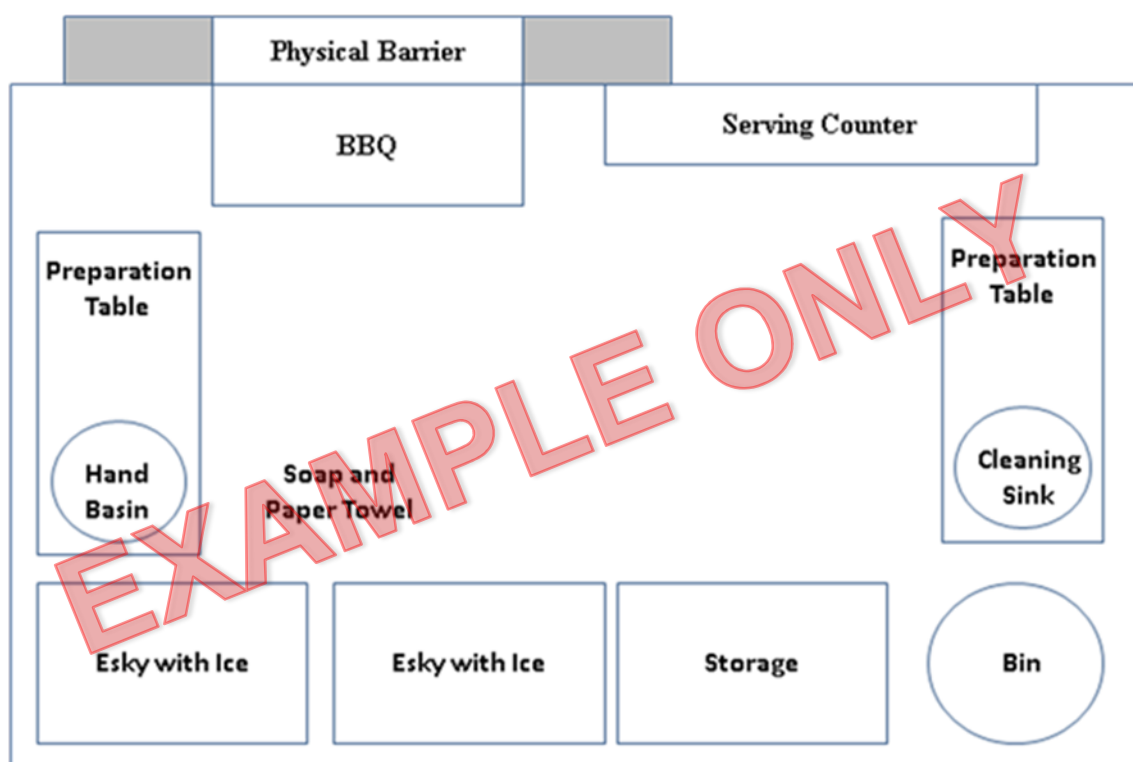 Physical Barrier
BBQ
Serving Counter
Preparation
Table
Preparation
Table
Hand
Basin
Soap and
Paper Towel
Cleaning
Sink
EXAMPLE ONLY
Esky with Ice
Esky with Ice
Storage
Bin